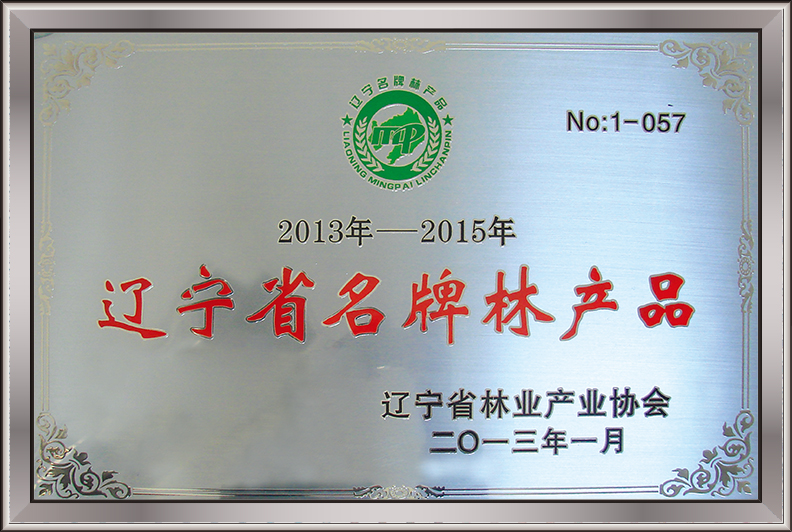 辽宁名牌林产品
LIAONING MINGPAI LINCHANPIN
No:1-057
2013年—2015年
辽宁省名牌林产品
辽宁省林业产业协会
二〇一三年一月